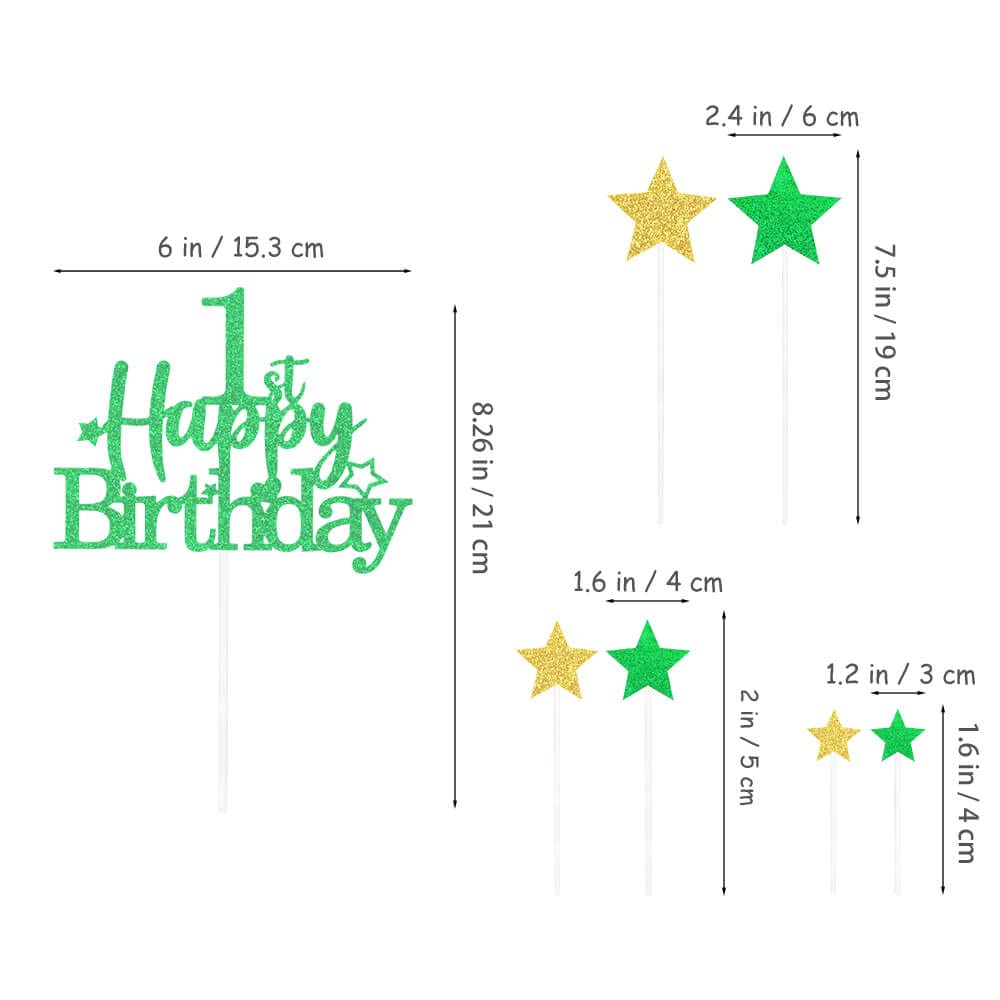 6 in / 15.3 cm
1st
Happy
Birthday
8.26 in / 21 cm
2.4 in / 6 cm
7.5 in / 19 cm
1.6 in / 4 cm
2 in / 5 cm
1.2 in / 3 cm
1.6 in / 4 cm